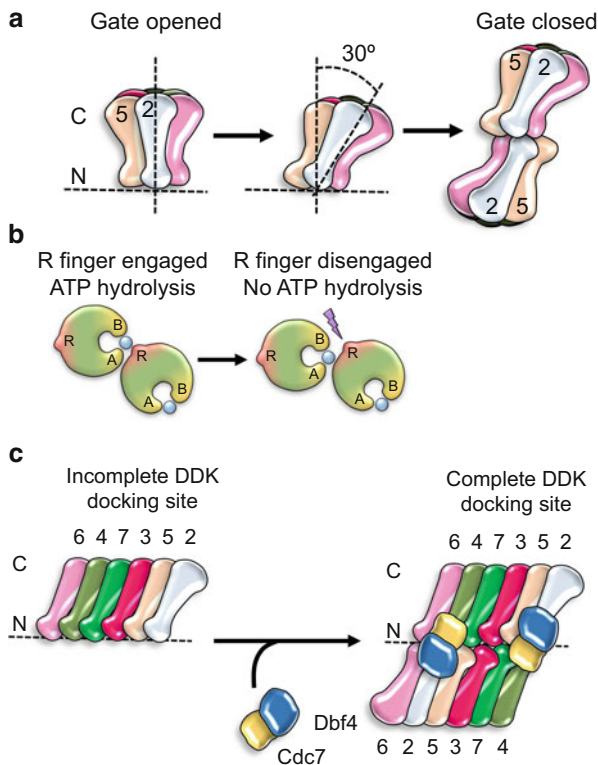 a
Gate opened
Gate closed
30º
5 2
C
N
5 2
2 5
b
R finger engaged
ATP hydrolysis
R finger disengaged
No ATP hydrolysis
R B A
R B A
R B A
R B A
c
Incomplete DDK
docking site
Complete DDK
docking site
6 4 7 3 5 2
C
N
6 4 7 3 5 2
C
N
Dbf4
Cdc7
6 2 5 3 7 4